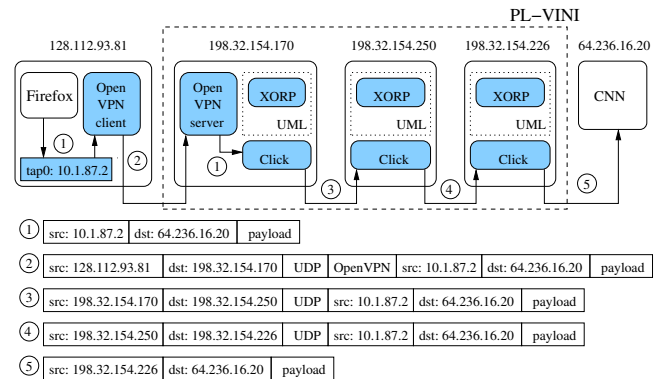 PL−VINI
128.112.93.81 198.32.154.170 198.32.154.250 198.32.154.226 64.236.16.20
Firefox
Open
VPN
client
Open
VPN
server
XORP
UML
XORP
UML
XORP
UML
CNN
1
tap0: 10.1.87.2
2
1
Click
3
Click
4
Click
5
1 src: 10.1.87.2 dst: 64.236.16.20 payload
2 src: 128.112.93.81 dst: 198.32.154.170 UDP OpenVPN src: 10.1.87.2 dst: 64.236.16.20 payload
3 src: 198.32.154.170 dst: 198.32.154.250 UDP src: 10.1.87.2 dst: 64.236.16.20 payload
4 src: 198.32.154.250 dst: 198.32.154.226 UDP src: 10.1.87.2 dst: 64.236.16.20 payload
5 src: 198.32.154.226 dst: 64.236.16.20 payload